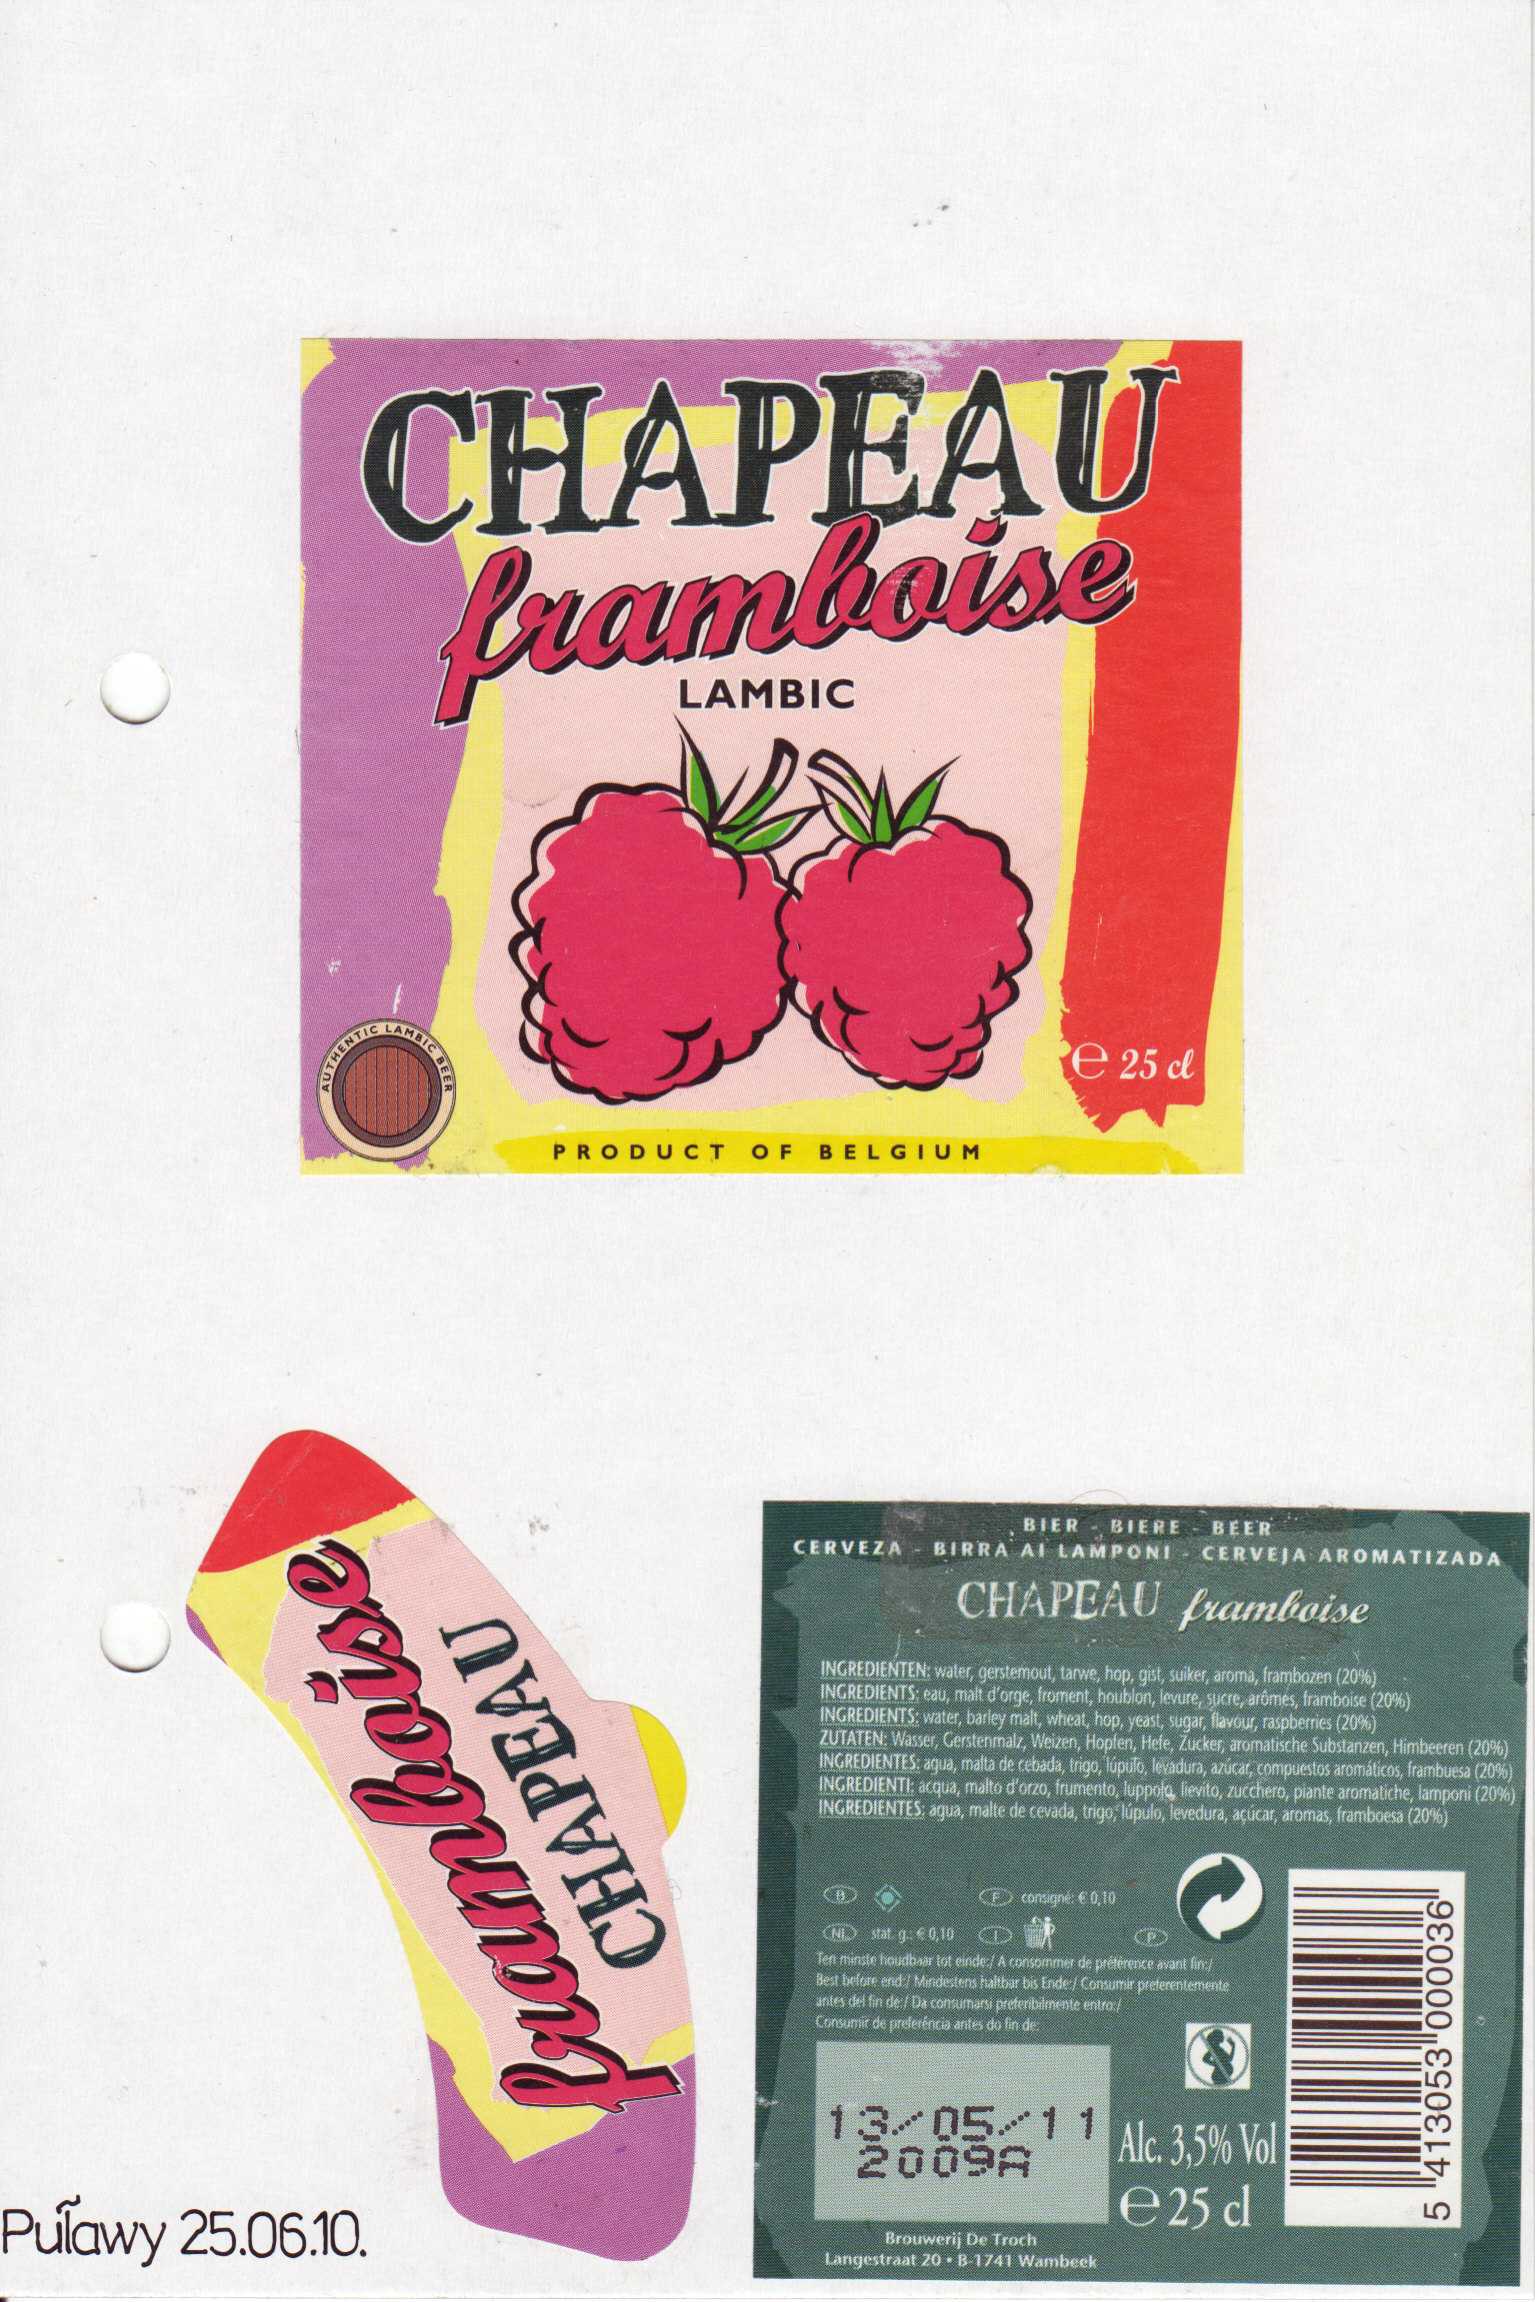 CHAPEAU
framboise
LAMBIC
AUTHENTIC LAMBIC BEER
e 25 cl
PRODUCT OF BELGIUM
framboise
CHAPEAU
BIER - BIERE - BEER
CERVEZA - BIRRA AI LAMPONI - CERVEJA AROMATIZADA
CHAPEAU framboise
INGREDIENTEN: water, gerstemout, tarwe, hop, gist, suiker, aroma, frambozen (20%)
INGREDIENTS: eau, malt d'orge, froment, houblon, levure, sucre, arômes, framboise (20%)
INGREDIENTS: water, barley malt, wheat, hop, yeast, sugar, flavour, raspberries (20%)
ZUTATEN: Wasser, Gerstenmalz, Weizen, Hopfen, Hefe, Zucker, aromatische Substanzen, Himbeeren (20%)
INGREDIENTES: agua, malta de cebada, trigo, lúpulo, levadura, azúcar, compuestos aromáticos, frambuesa (20%)
INGREDIENTI: acqua, malto d'orzo, frumento, luppolo, lievito, zucchero, piante aromatiche, lamponi (20%)
INGREDIENTES: agua, malte de cevada, trigo, lúpulo, levedura, açúcar, aromas, framboesa (20%)
B F consigné: € 0,10
NL stat. g.: € 0,10 I P
Ten minste houdbaar tot einde:/ A consommer de préférence avant fin:/
Best before end:/ Mindestens haltbar bis Ende:/ Consumir preferentemente
antes del fin de:/ Da consumarsi preferibilmente entro:/
Consumir de preferência antes do fin de:
13/05/11
2009A
Alc. 3,5% Vol
e 25 cl
5 413053 000036
Brouwerij De Troch
Langestraat 20 • B-1741 Wambeek
Puławy 25.06.10.